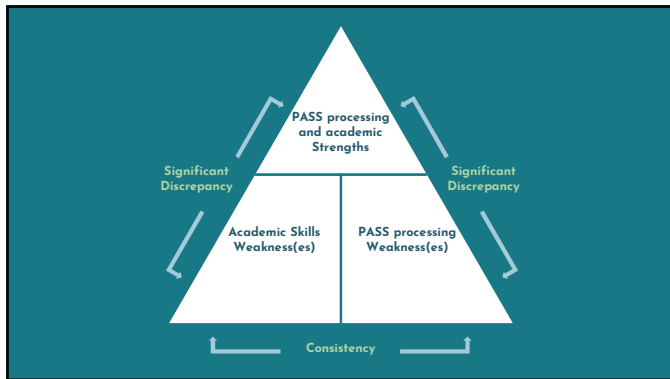 PASS processing
and academic
Strengths
Significant
Discrepancy
Significant
Discrepancy
Academic Skills
Weakness(es)
PASS processing
Weakness(es)
Consistency